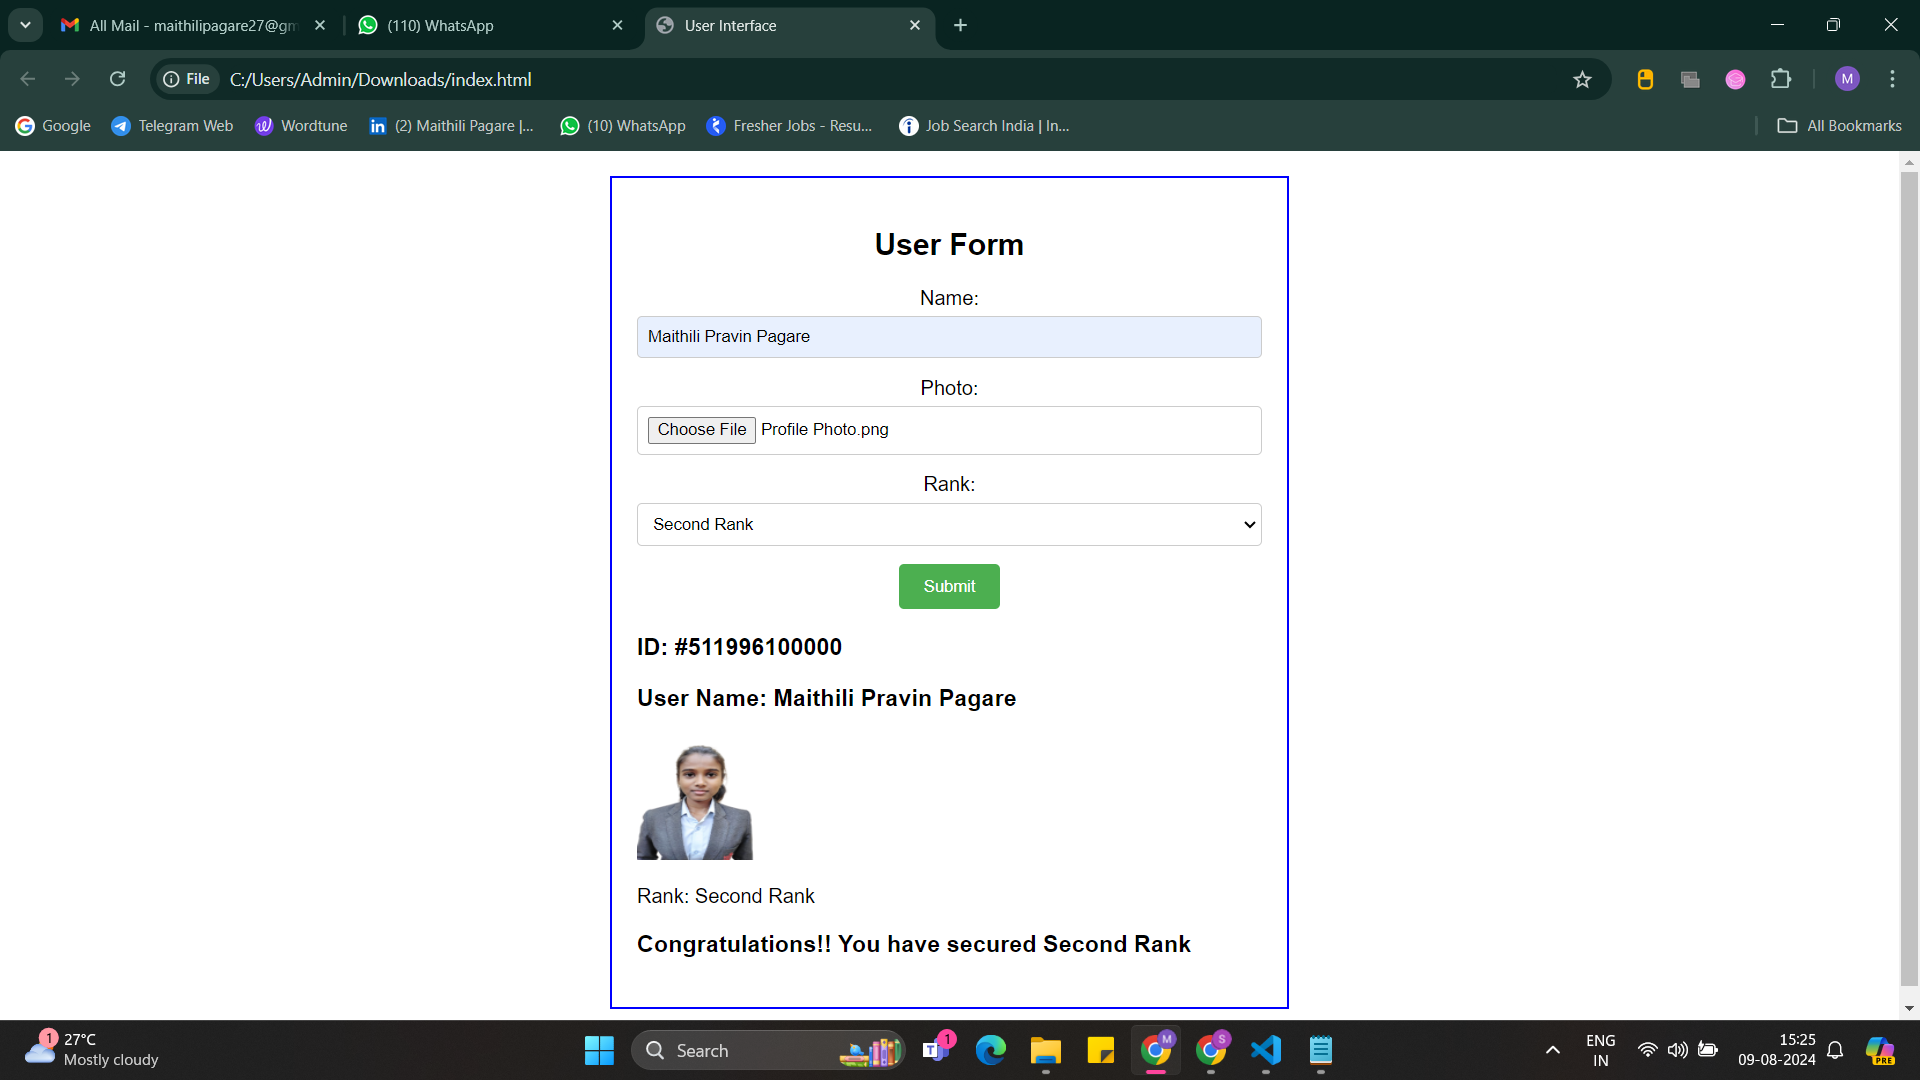 All Mail - maithilipagare27@gm
(110) WhatsApp
User Interface
File
C:/Users/Admin/Downloads/index.html
M
Google
Telegram Web
Wordtune
(2) Maithili Pagare |...
(10) WhatsApp
Fresher Jobs - Resu...
Job Search India | In...
All Bookmarks
User Form
Name:
Maithili Pravin Pagare
Photo:
Choose File Profile Photo.png
Rank:
Second Rank
Submit
ID: #511996100000
User Name: Maithili Pravin Pagare
Rank: Second Rank
Congratulations!! You have secured Second Rank
1
27°C
Mostly cloudy
Search
T
1
M
S
ENG
IN
15:25
09-08-2024
PRE